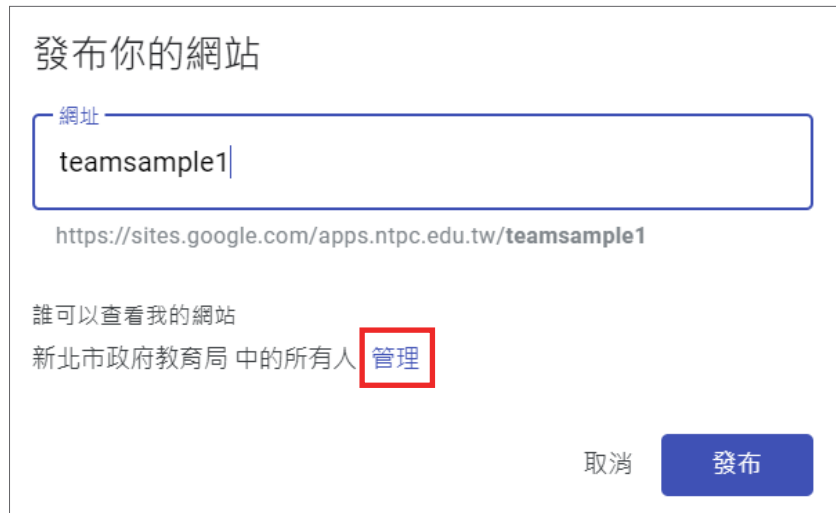 發布你的網站
網址
teamsample1
https://sites.google.com/apps.ntpc.edu.tw/teamsample1
誰可以查看我的網站
新北市政府教育局 中的所有人 管理
取消 發布